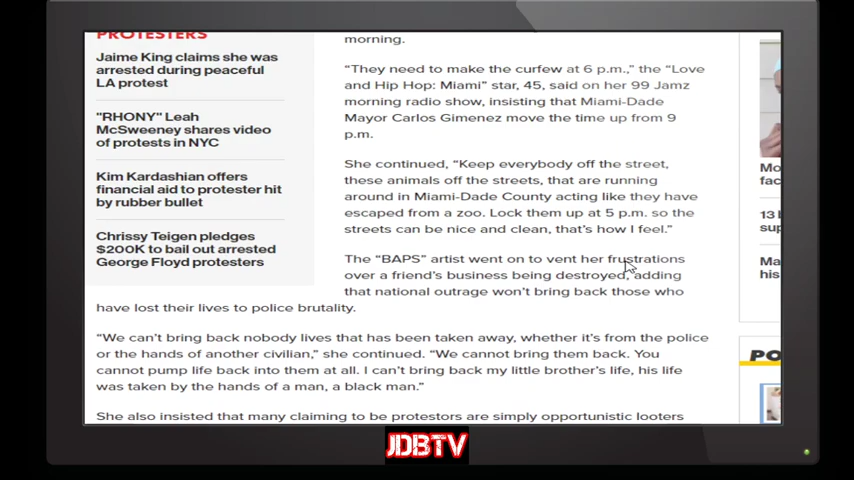 PROTESTERS
Jaime King claims she was
arrested during peaceful
LA protest
"RHONY" Leah
McSweeney shares video
of protests in NYC
Kim Kardashian offers
financial aid to protester hit
by rubber bullet
Chrissy Teigen pledges
$200K to bail out arrested
George Floyd protesters
morning.
“They need to make the curfew at 6 p.m.,” the “Love
and Hip Hop: Miami” star, 45, said on her 99 Jamz
morning radio show, insisting that Miami-Dade
Mayor Carlos Gimenez move the time up from 9
p.m.
She continued, “Keep everybody off the street,
these animals off the streets, that are running
around in Miami-Dade County acting like they have
escaped from a zoo. Lock them up at 5 p.m. so the
streets can be nice and clean, that’s how I feel.”
The “BAPS” artist went on to vent her frustrations
over a friend’s business being destroyed, adding
that national outrage won’t bring back those who
have lost their lives to police brutality.
“We can’t bring back nobody lives that has been taken away, whether it’s from the police
or the hands of another civilian,” she continued. “We cannot bring them back. You
cannot pump life back into them at all. I can’t bring back my little brother’s life, his life
was taken by the hands of a man, a black man.”
She also insisted that many claiming to be protestors are simply opportunistic looters
Mo
fac
13
sup
Ma
his
PO
JDBTV